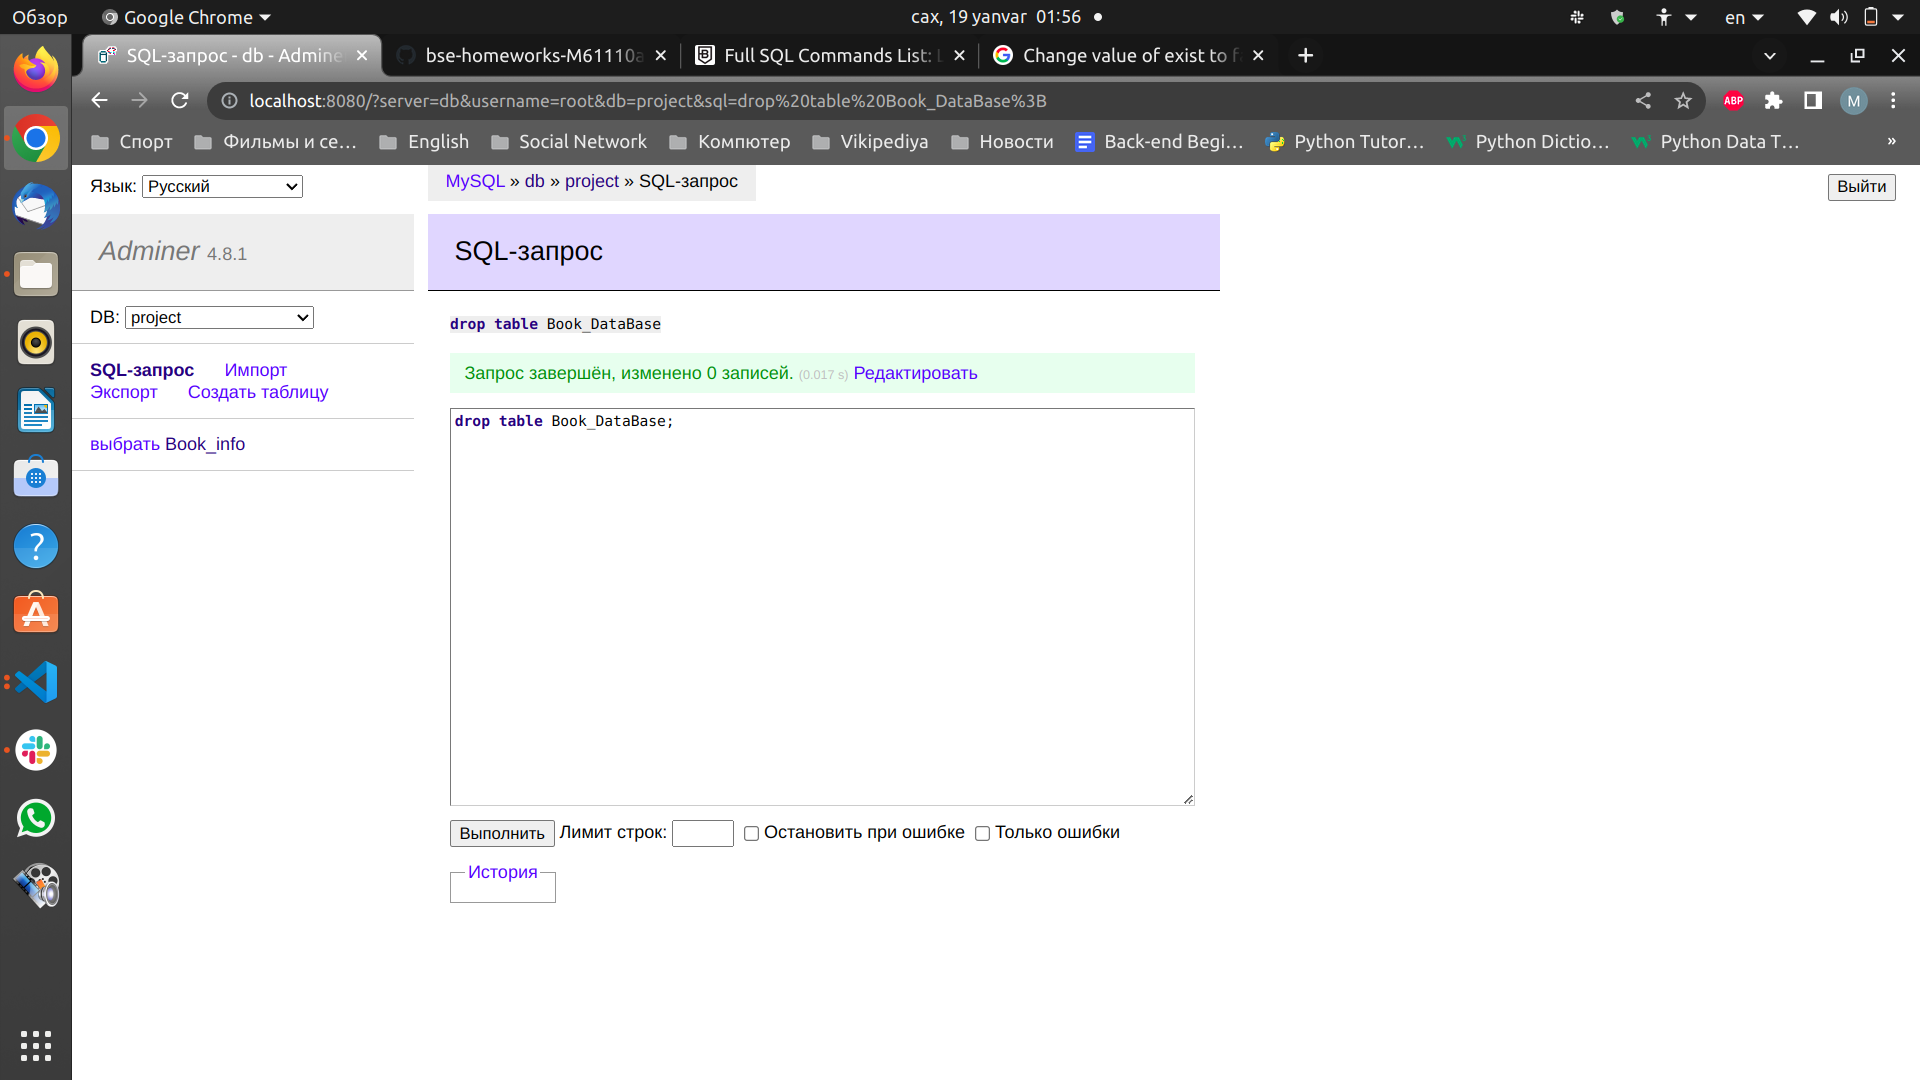 Обзор
Google Chrome
сах, 19 yanvar 01:56
en
SQL-запрос - db - Admine
bse-homeworks-M61110a
Full SQL Commands List: L
Change value of exist to f
localhost:8080/?server=db&username=root&db=project&sql=drop%20table%20Book_DataBase%3B
ABP
M
Спорт
Фильмы и се…
English
Social Network
Компютер
Vikipediya
Новости
Back-end Begi…
Python Tutor…
Python Dictio…
Python Data T…
»
Язык: Русский
MySQL » db » project » SQL-запрос
Выйти
Adminer 4.8.1
SQL-запрос
DB: project
drop table Book_DataBase
SQL-запрос Импорт
Экспорт Создать таблицу
Запрос завершён, изменено 0 записей. (0.017 s) Редактировать
drop table Book_DataBase;
выбрать Book_info
Выполнить Лимит строк: Остановить при ошибке Только ошибки
История